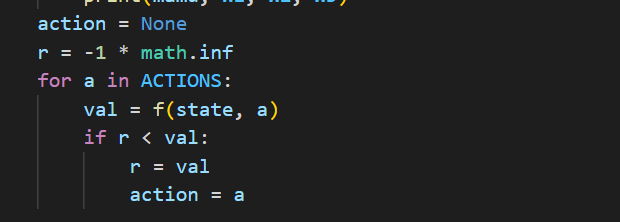 action = None
r = -1 * math.inf
for a in ACTIONS:
val = f(state, a)
if r < val:
r = val
action = a